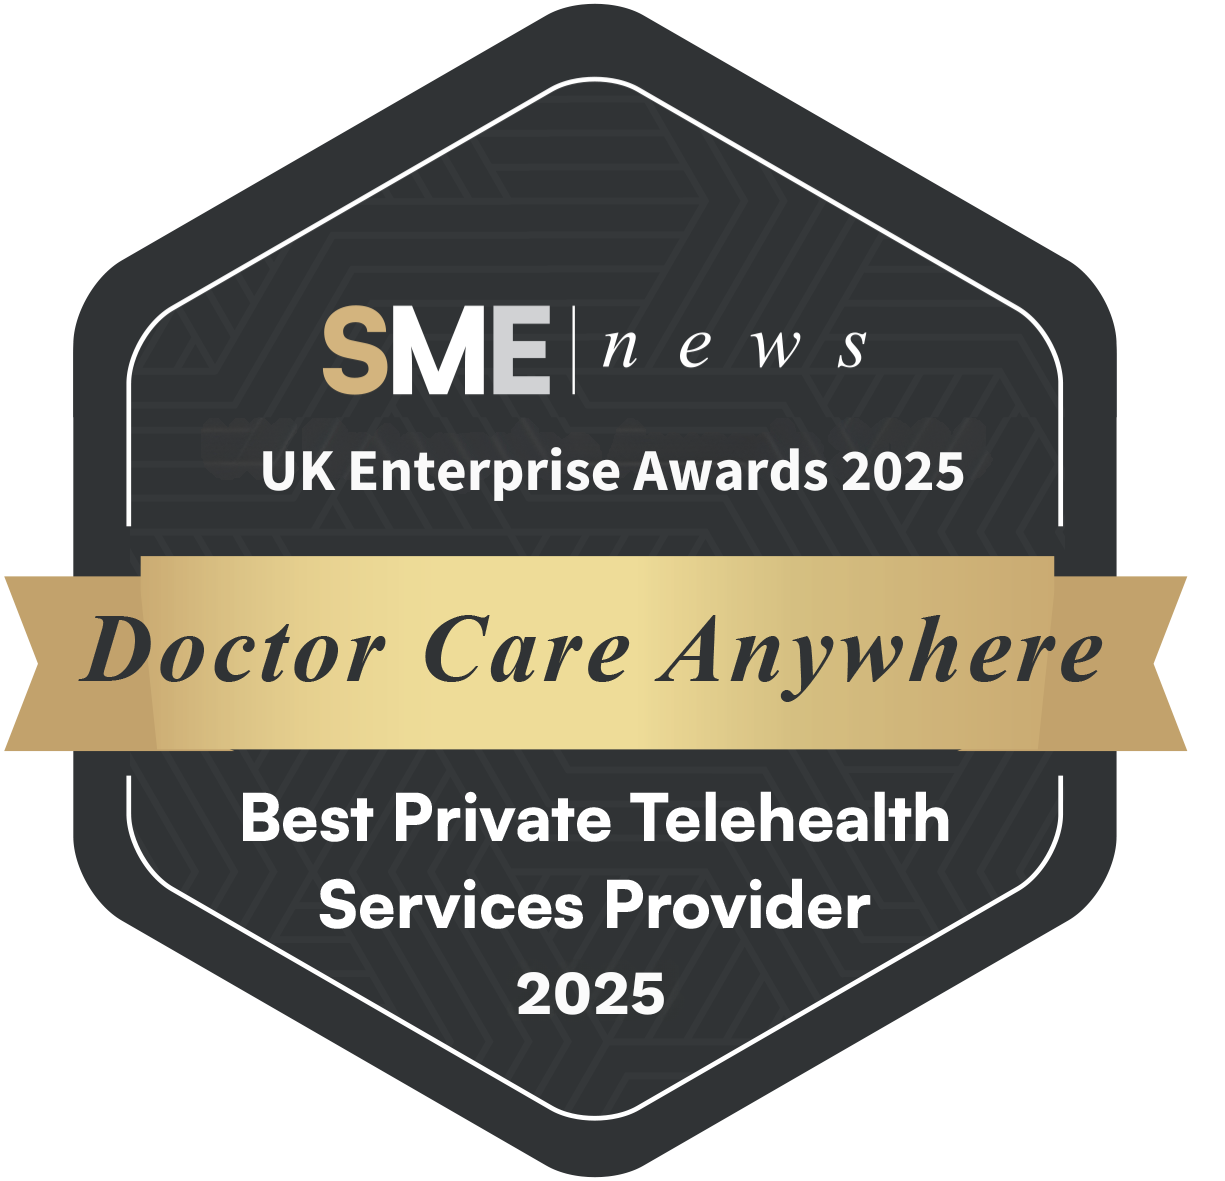 SME | news
UK Enterprise Awards 2025
Doctor Care Anywhere
Best Private Telehealth
Services Provider
2025